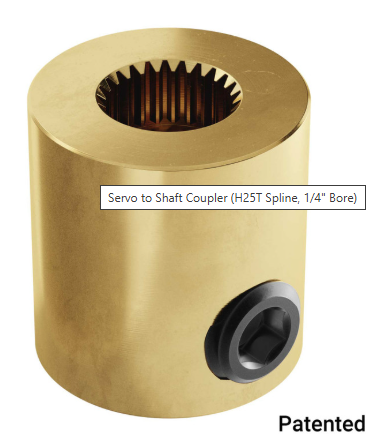 Servo to Shaft Coupler (H25T Spline, 1/4" Bore)
Patented